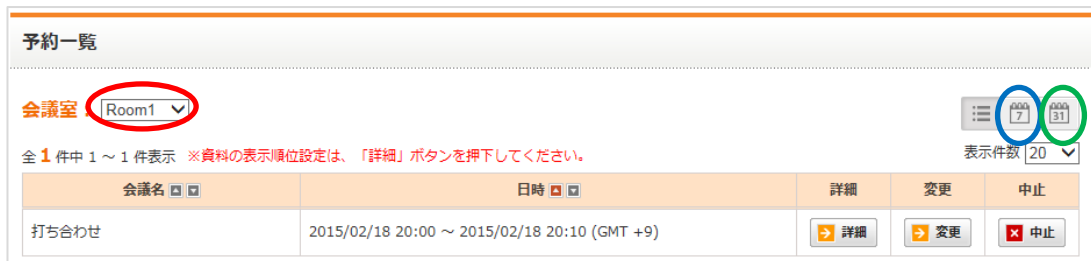 予約一覧
会議室： Room1
7 31
全 1 件中 1 ～ 1 件表示 ※資料の表示順位設定は、「詳細」ボタンを押下してください。 表示件数 20
会議名 日時 詳細 変更 中止
打ち合わせ 2015/02/18 20:00 ～ 2015/02/18 20:10 (GMT +9) 詳細 変更 中止